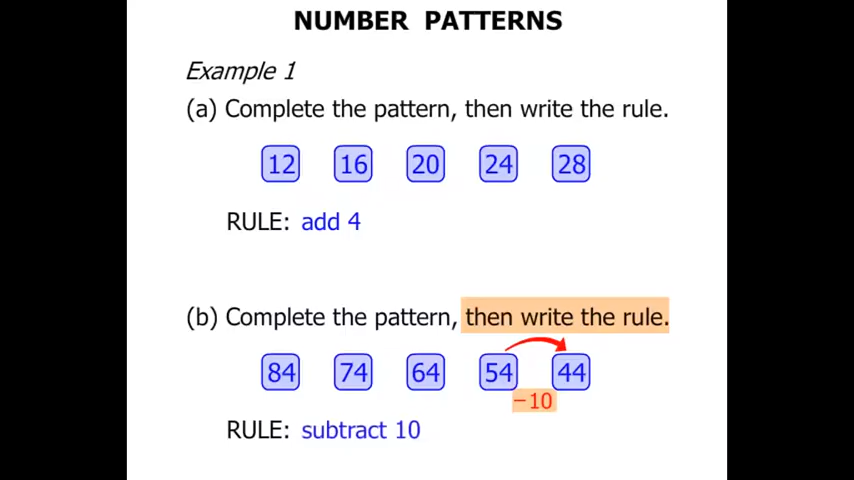 NUMBER PATTERNS
Example 1
(a) Complete the pattern, then write the rule.
12 16 20 24 28
RULE: add 4
(b) Complete the pattern, then write the rule.
84 74 64 54 44
−10
RULE: subtract 10